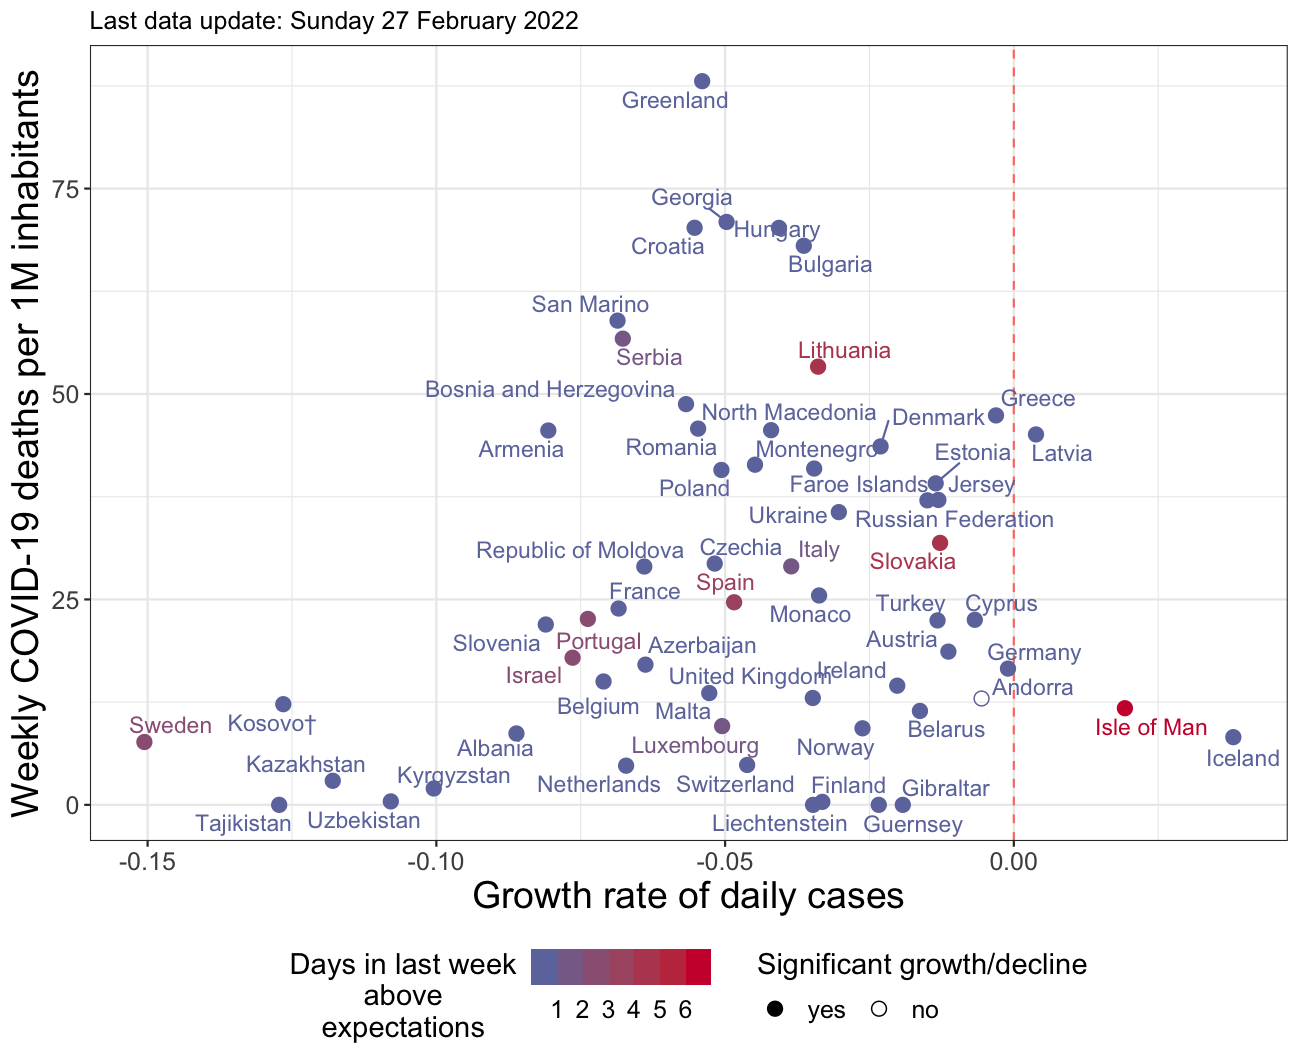 Last data update: Sunday 27 February 2022
Weekly COVID-19 deaths per 1M inhabitants
75
50
25
0
Greenland
Georgia
Hungary
Croatia
Bulgaria
San Marino
Serbia
Lithuania
Bosnia and Herzegovina
Greece
North Macedonia
Denmark
Armenia
Romania
Montenegro
Estonia
Latvia
Poland
Faroe Islands
Jersey
Ukraine
Russian Federation
Republic of Moldova
Czechia
Italy
Slovakia
Spain
France
Monaco
Turkey
Cyprus
Slovenia
Portugal
Azerbaijan
Austria
Germany
Israel
United Kingdom
Ireland
Andorra
Belgium
Malta
Sweden
Kosovo†
Belarus
Isle of Man
Albania
Luxembourg
Norway
Iceland
Kazakhstan
Kyrgyzstan
Netherlands
Switzerland
Finland
Gibraltar
Tajikistan
Uzbekistan
Liechtenstein
Guernsey
-0.15
-0.10
-0.05
0.00
Growth rate of daily cases
Days in last week
above
expectations
1 2 3 4 5 6
Significant growth/decline
yes
no